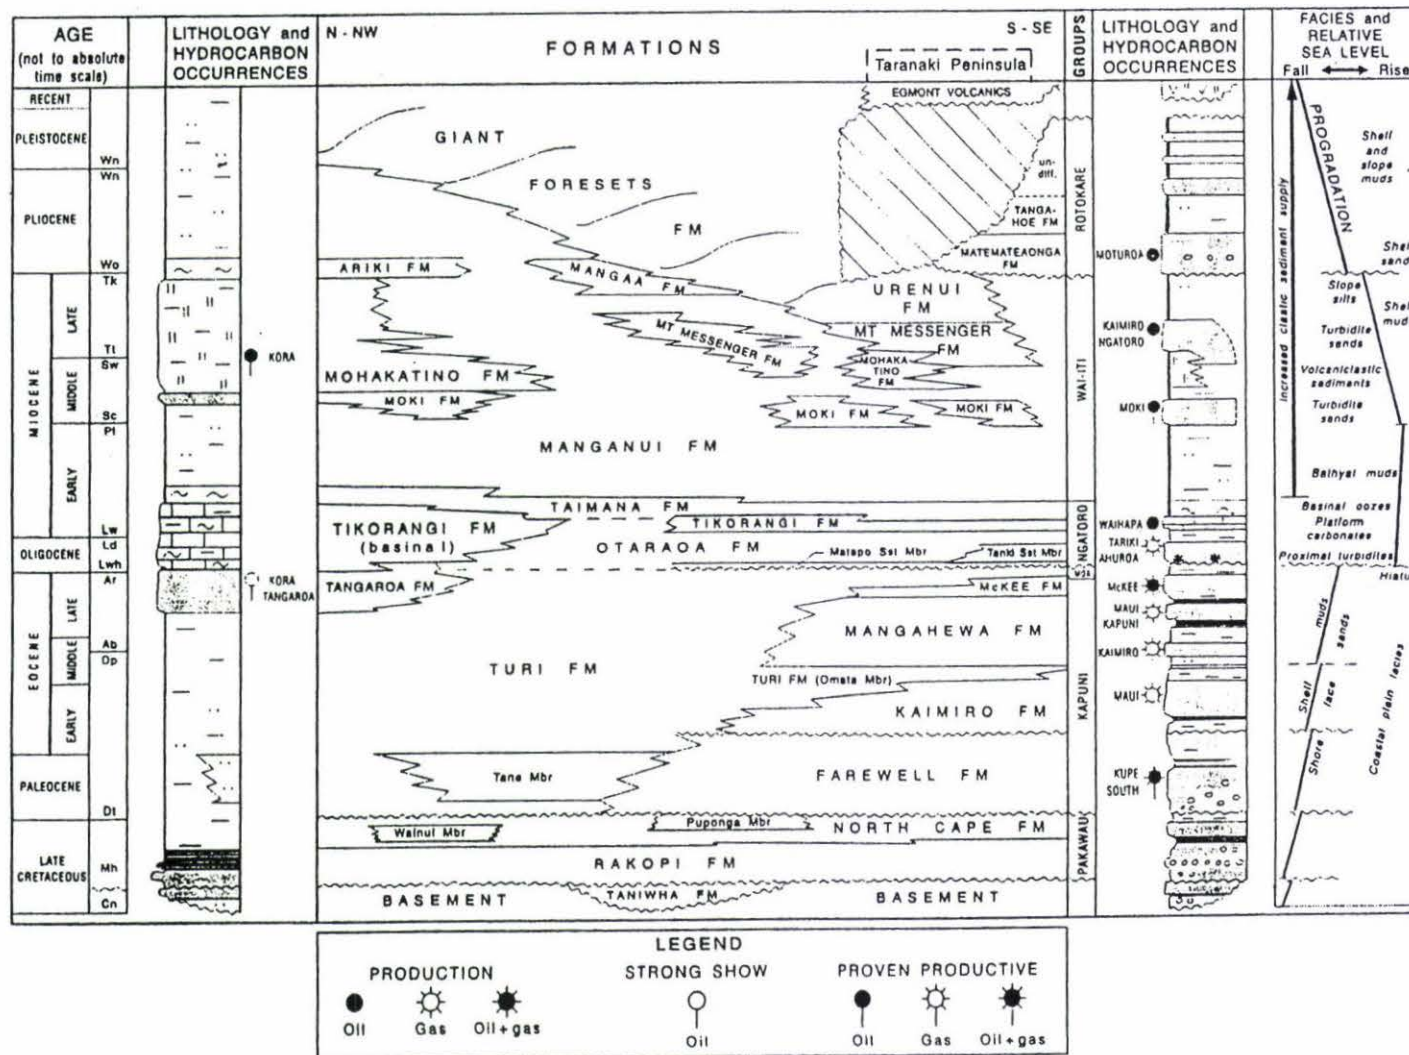 AGE
(not to absolute
time scale)
LITHOLOGY and
HYDROCARBON
OCCURRENCES
N - NW
FORMATIONS
S - SE
Taranaki Peninsula
GROUPS
LITHOLOGY and
HYDROCARBON
OCCURRENCES
FACIES and
RELATIVE
SEA LEVEL
Fall
Rise
RECENT
PLEISTOCENE
Wn
Wn
PLIOCENE
Wo
MIOCENE
LATE
Tk
Tt
MIDDLE
Sw
Sc
EARLY
Pl
Lw
OLIGOCENE
Ld
Lwh
EOCENE
LATE
Ar
Ab
MIDDLE
Dp
EARLY
PALEOCENE
Dt
LATE
CRETACEOUS
Mh
Cn
KORA
KORA
TANGAROA
EGMONT VOLCANICS
GIANT
FORESETS
FM
un-
diff.
TANGA-
HOE FM
MATEMATEAONGA
FM
ARIKI FM
MANGAA FM
URENUI
FM
MT MESSENGER FM
MT MESSENGER
FM
MOHAKATINO FM
MOHAKA-
TINO
FM
MOKI FM
MOKI FM
MOKI FM
MANGANUI FM
TAIMANA FM
TIKORANGI FM
(basinal)
TIKORANGI FM
OTARAOA FM
Matapo Sst Mbr
Tariki Sst Mbr
TANGAROA FM
McKEE FM
MANGAHEWA FM
TURI FM
TURI FM (Omata Mbr)
KAIMIRO FM
Tane Mbr
FAREWELL FM
Wainui Mbr
Puponga Mbr
NORTH CAPE FM
RAKOPI FM
BASEMENT
TANIWHA FM
BASEMENT
ROTOKARE
WAI-ITI
NGATORO
MOA
KAPUNI
PAKAWAU
MOTUROA
KAIMIRO
NGATORO
MOKI
WAIHAPA
TARIKI
AHUROA
McKEE
MAUI
KAPUNI
KAIMIRO
MAUI
KUPE
SOUTH
PROGRADATION
Increased clastic sediment supply
Shelf
and
slope
muds
Slope
silts
Turbidite
sands
Volcaniclastic
sediments
Turbidite
sands
Bathyal muds
Basinal oozes
Platform
carbonates
Proximal turbidites
muds
sands
Shelf
face
Shore
Coastal plain facies
LEGEND
PRODUCTION
Oil
Gas
Oil + gas
STRONG SHOW
Oil
PROVEN PRODUCTIVE
Oil
Gas
Oil + gas